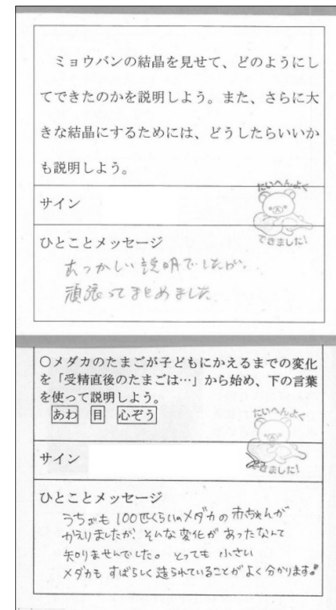 ミョウバンの結晶を見せて、どのようにし
てできたのかを説明しよう。また、さらに大
きな結晶にするためには、どうしたらいいか
も説明しよう。
サイン
たいへんよく
できました!
ひとことメッセージ
むつかしい説明でしたが、
頑張ってまとめました
○メダカのたまごが子どもにかえるまでの変化
を「受精直後のたまごは…」から始め、下の言葉
を使って説明しよう。
あわ 目 心ぞう
サイン
たいへんよく
できました!
ひとことメッセージ
うちでも100匹くらいのメダカの赤ちゃんが
かえりましたが、そんな変化があったなんて
知りませんでした。とっても小さい
メダカもすばらしく造られていることがよく分かります。